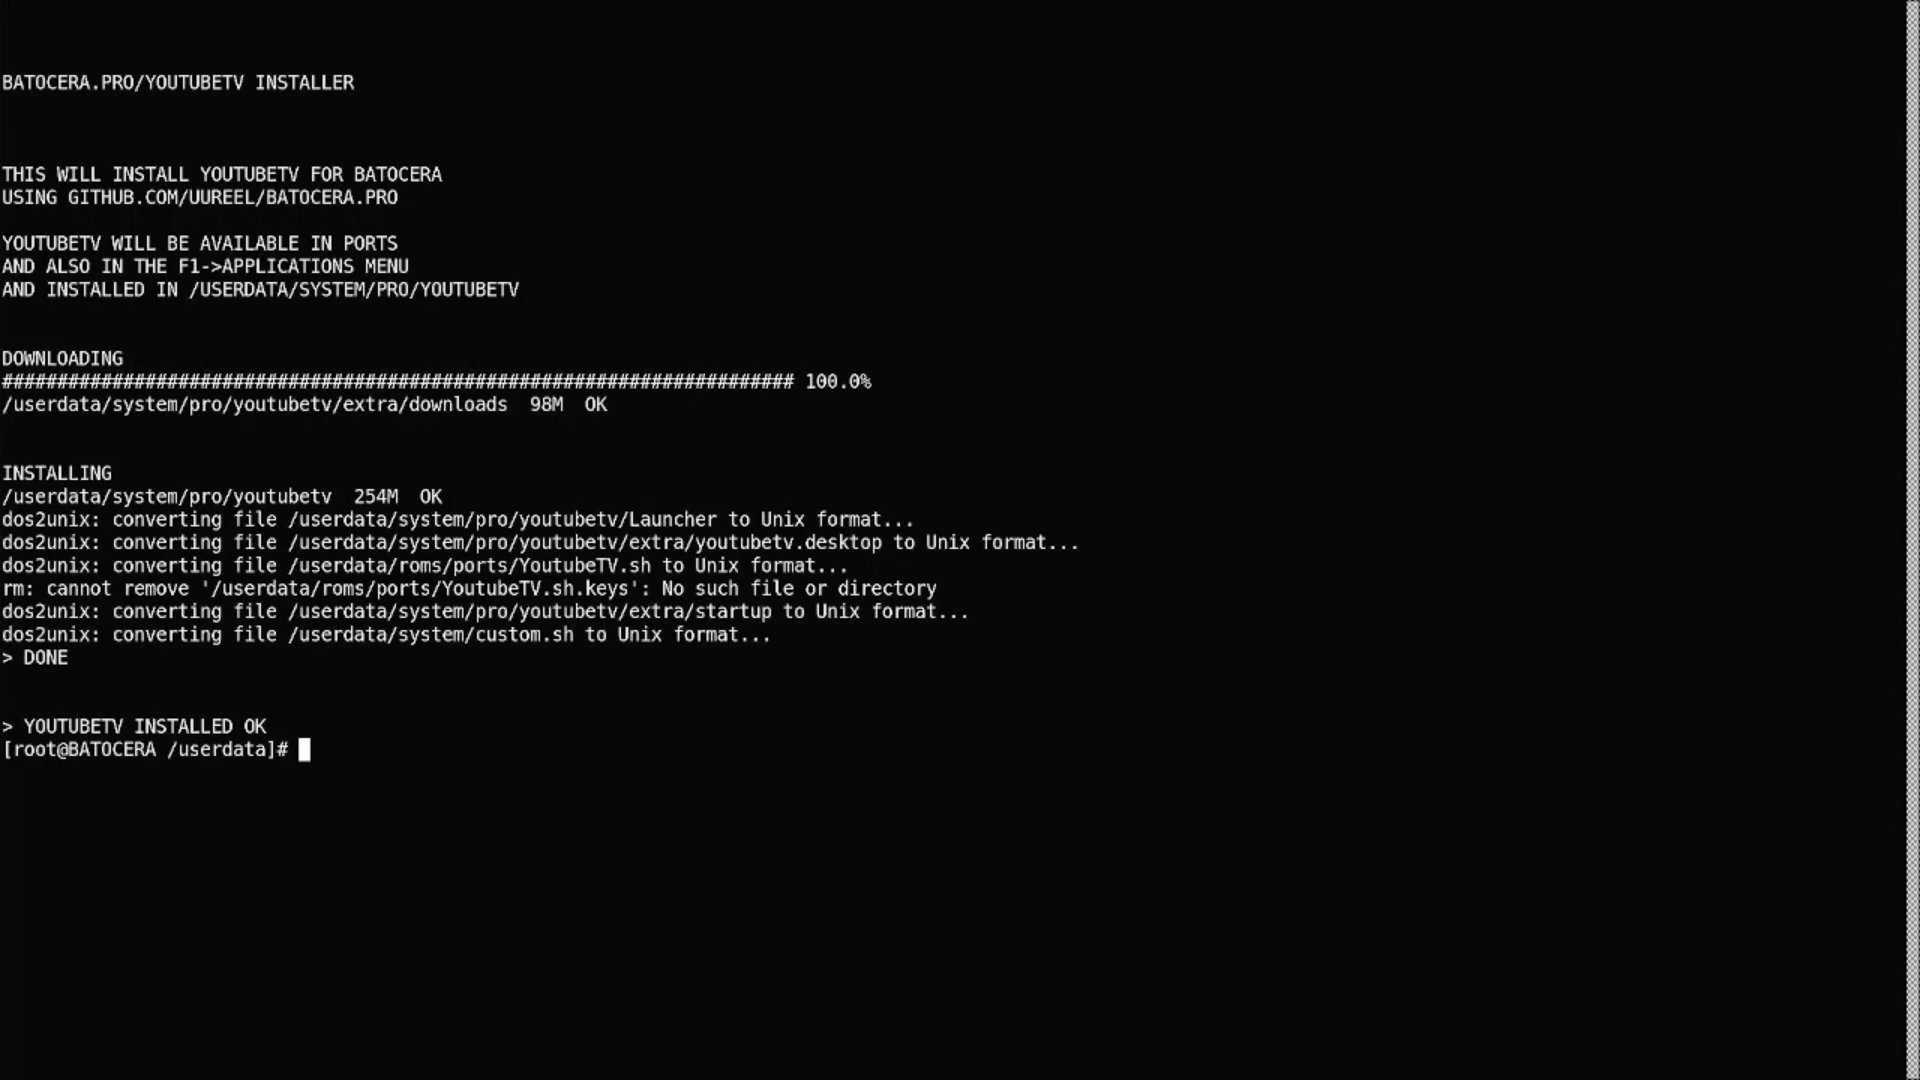 BATOCERA.PRO/YOUTUBETV INSTALLER
THIS WILL INSTALL YOUTUBETV FOR BATOCERA
USING GITHUB.COM/UUREEL/BATOCERA.PRO
YOUTUBETV WILL BE AVAILABLE IN PORTS
AND ALSO IN THE F1->APPLICATIONS MENU
AND INSTALLED IN /USERDATA/SYSTEM/PRO/YOUTUBETV
DOWNLOADING
######################################################################## 100.0%
/userdata/system/pro/youtubetv/extra/downloads  98M  OK
INSTALLING
/userdata/system/pro/youtubetv  254M  OK
dos2unix: converting file /userdata/system/pro/youtubetv/Launcher to Unix format...
dos2unix: converting file /userdata/system/pro/youtubetv/extra/youtubetv.desktop to Unix format...
dos2unix: converting file /userdata/roms/ports/YoutubeTV.sh to Unix format...
rm: cannot remove '/userdata/roms/ports/YoutubeTV.sh.keys': No such file or directory
dos2unix: converting file /userdata/system/pro/youtubetv/extra/startup to Unix format...
dos2unix: converting file /userdata/system/custom.sh to Unix format...
> DONE
> YOUTUBETV INSTALLED OK
[root@BATOCERA /userdata]#